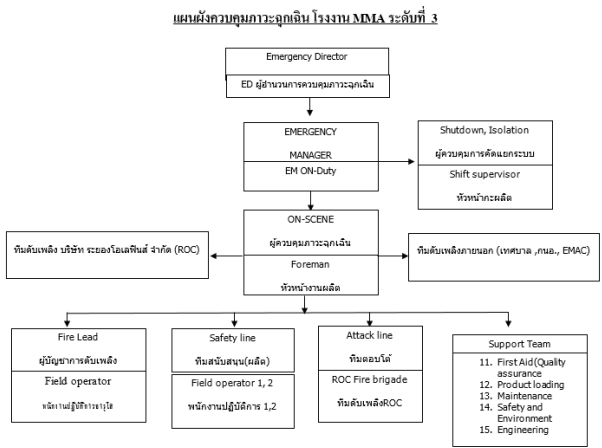 แผนผังควบคุมภาวะฉุกเฉิน โรงงาน MMA ระดับที่ 3
Emergency Director
ED ผู้อำนวนการควบคุมภาวะฉุกเฉิน
EMERGENCY
MANAGER
EM ON-Duty
Shutdown, Isolation
ผู้ควบคุมการคัดแยกระบบ
Shift supervisor
หัวหน้ากะผลิต
ON-SCENE
ผู้ควบคุมภาวะฉุกเฉิน
Foreman
หัวหน้างานผลิต
ทีมดับเพลิง บริษัท ระยองโอเลฟินส์ จำกัด (ROC)
ทีมดับเพลิงภายนอก (เทศบาล ,กนอ., EMAC)
Fire Lead
ผู้บัญชาการดับเพลิง
Field operator
Safety line
ทีมสนับสนุน(ผลิต)
Field operator 1, 2
พนักงานปฏิบัติการ 1,2
Attack line
ทีมตอบโต้
ROC Fire brigade
ทีมดับเพลิงROC
Support Team
11. First Aid(Quality
assurance
12. Product loading
13. Maintenance
14. Safety and
Environment
15. Engineering